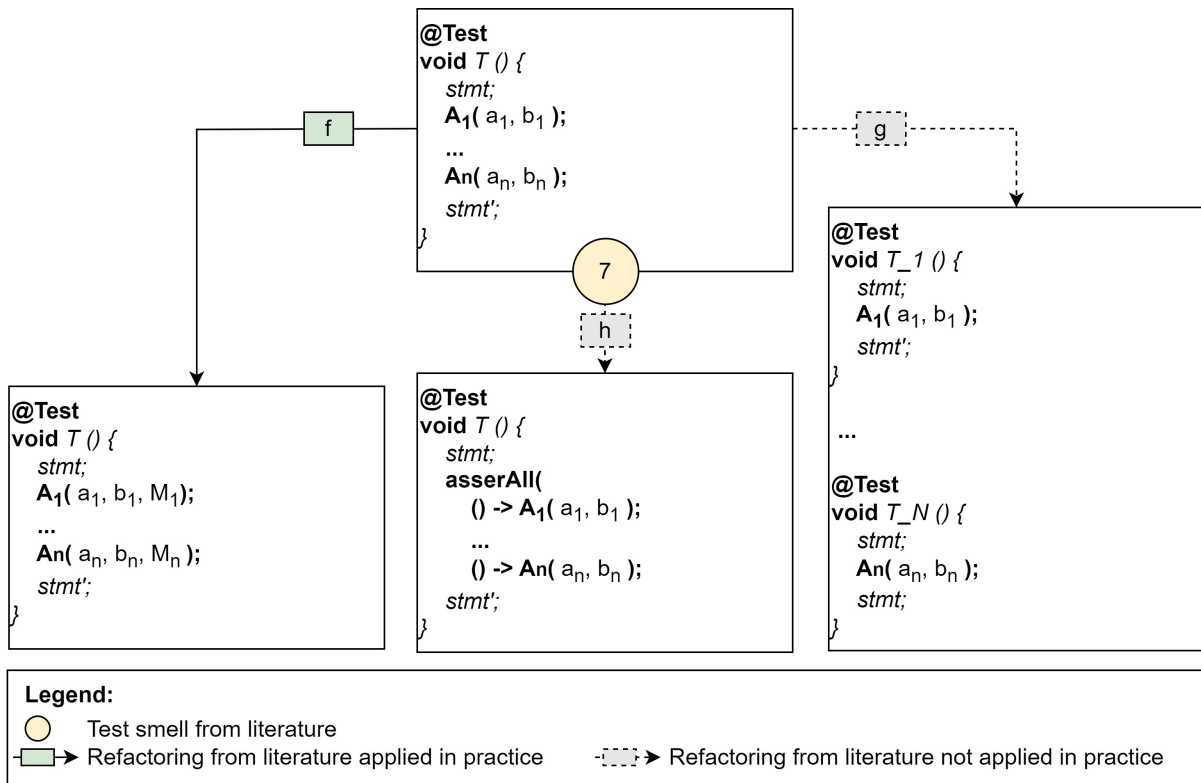 @Test
void T () {
stmt;
A1( a1, b1 );
...
An( an, bn );
stmt';
}
7
f
g
h
@Test
void T () {
stmt;
A1( a1, b1, M1);
...
An( an, bn, Mn );
stmt';
}
@Test
void T () {
stmt;
asserAll(
() -> A1( a1, b1 );
...
() -> An( an, bn );
stmt';
}
@Test
void T_1 () {
stmt;
A1( a1, b1 );
stmt';
}
...
@Test
void T_N () {
stmt;
An( an, bn );
stmt;
}
Legend:
Test smell from literature
Refactoring from literature applied in practice
Refactoring from literature not applied in practice